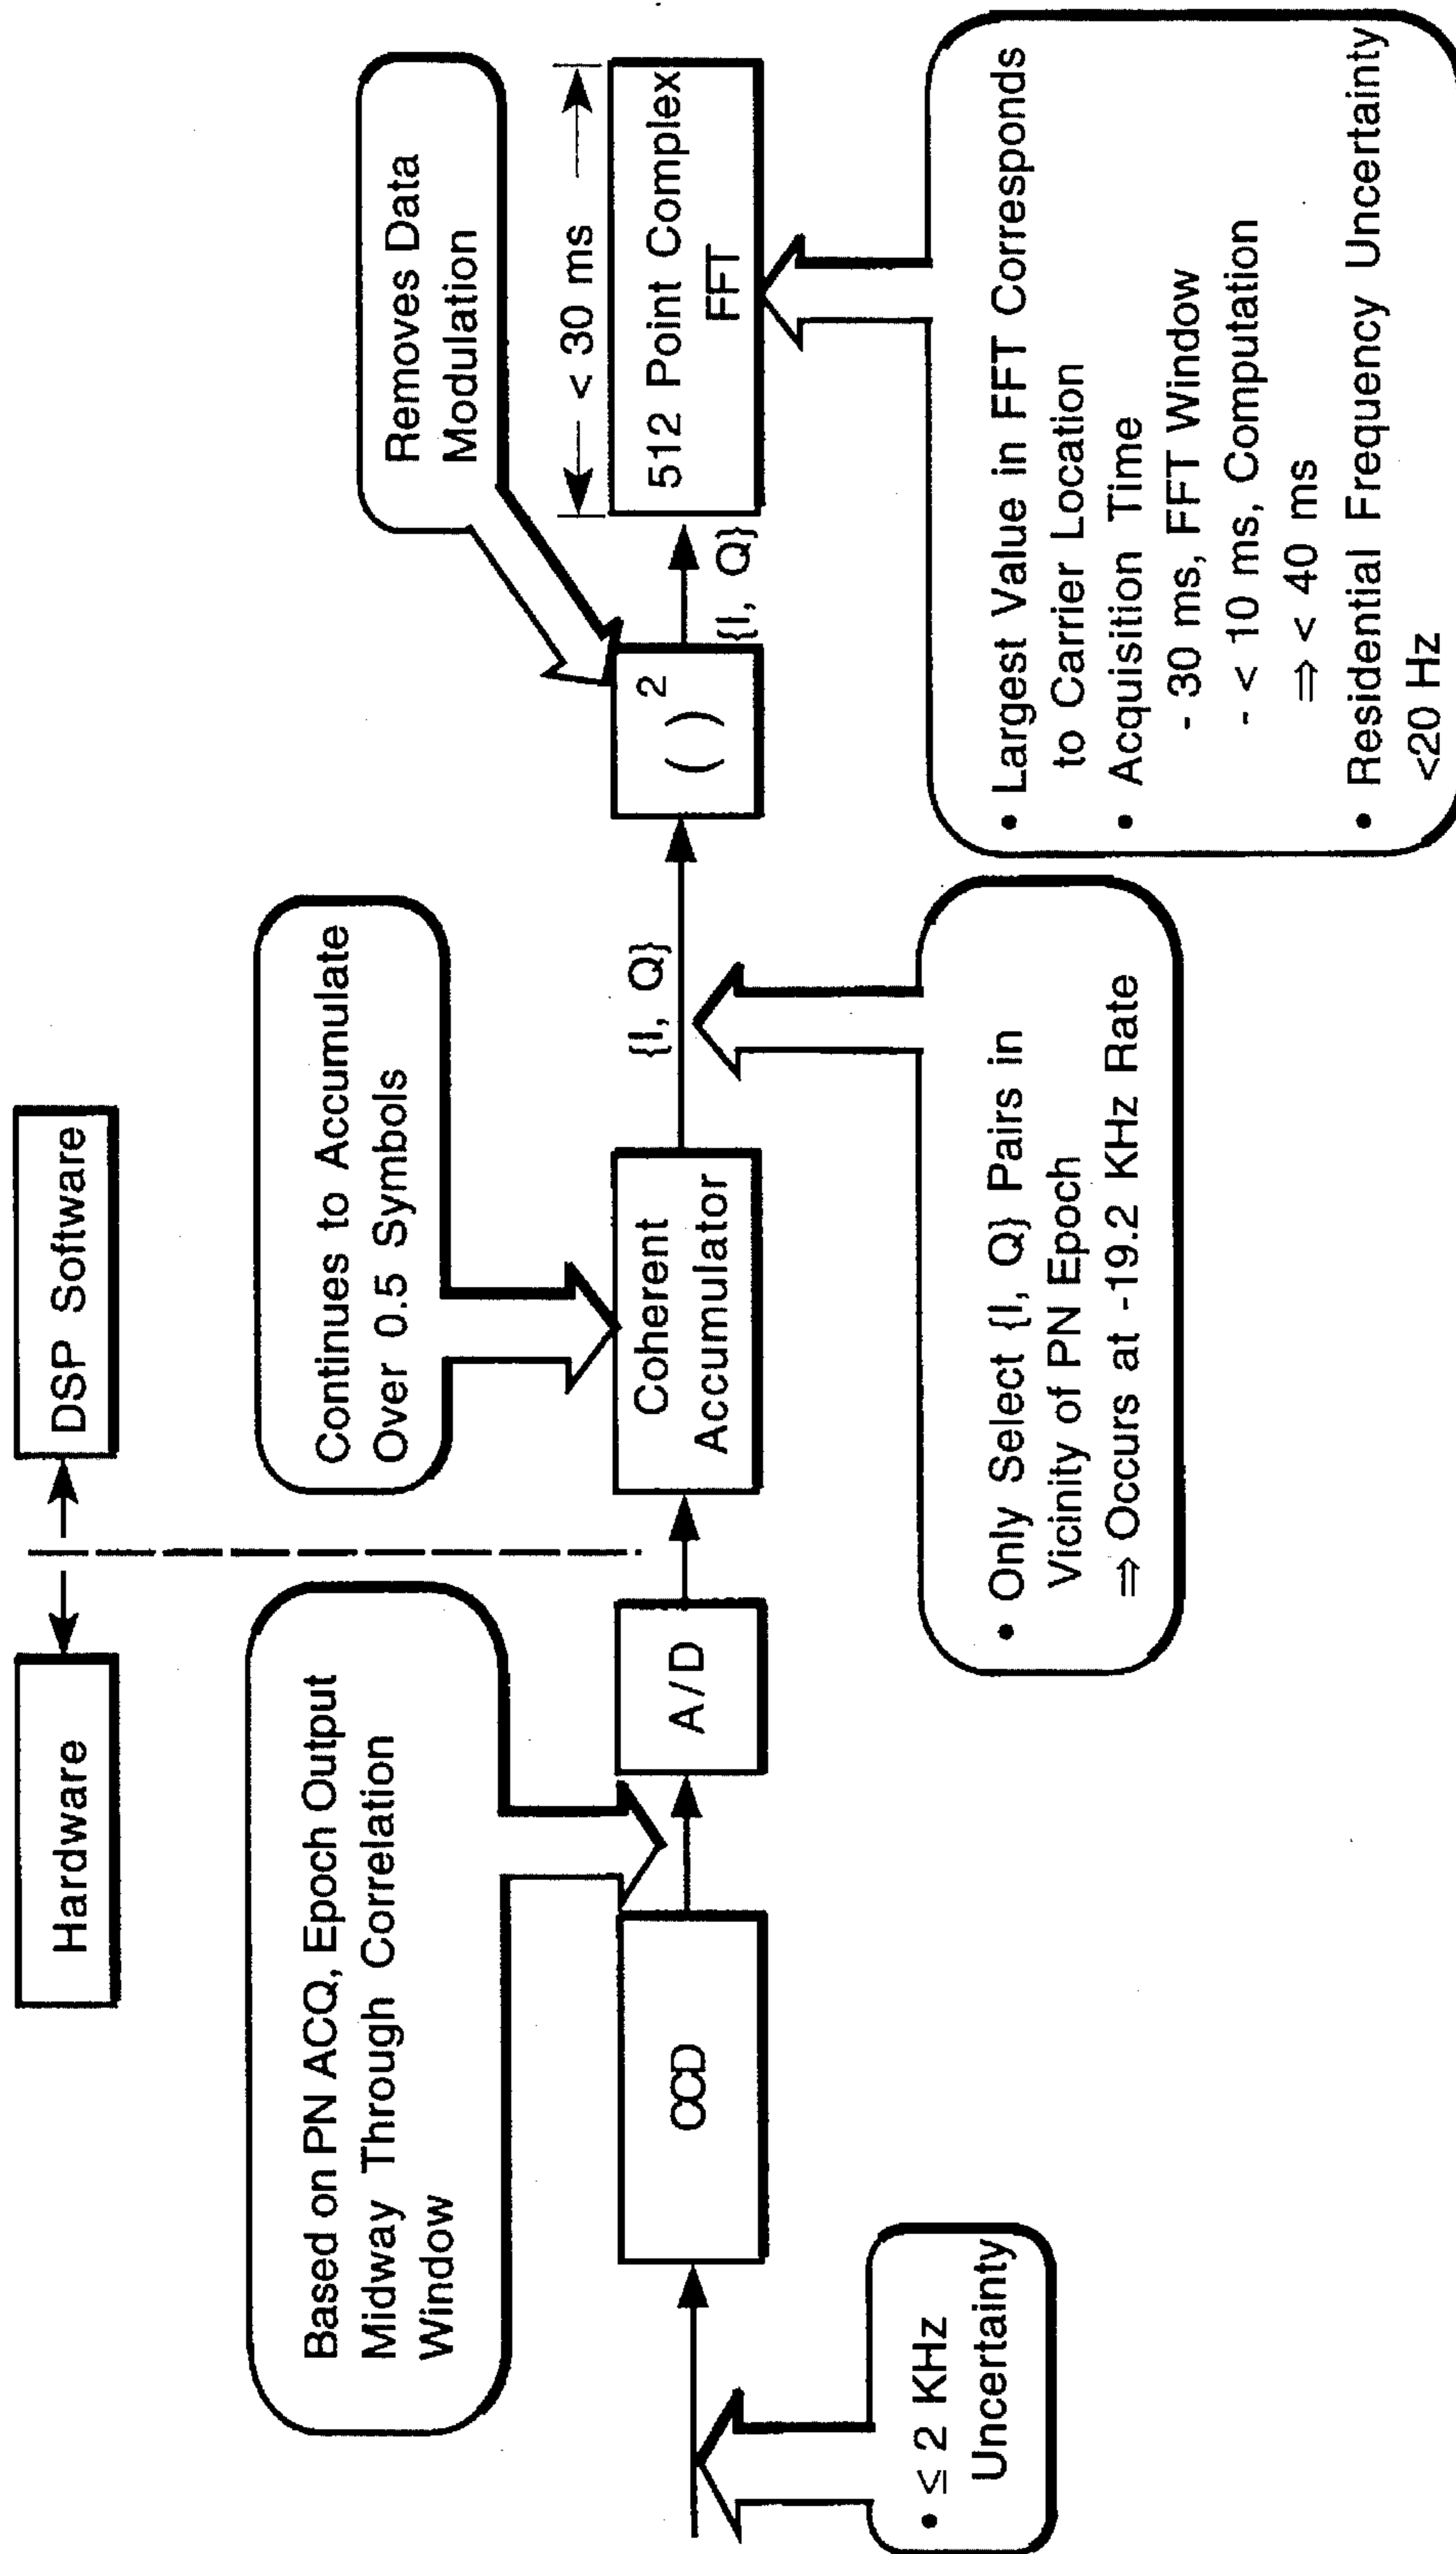 Hardware
DSP Software
Based on PN ACQ, Epoch Output
Midway Through Correlation
Window
Continues to Accumulate
Over 0.5 Symbols
Removes Data
Modulation
< 30 ms
CCD
A/D
Coherent
Accumulator
{I, Q}
( )²
{I, Q}
512 Point Complex
FFT
• ≤ 2 KHz
Uncertainty
• Only Select {I, Q} Pairs in
Vicinity of PN Epoch
⇒ Occurs at -19.2 KHz Rate
• Largest Value in FFT Corresponds
to Carrier Location
• Acquisition Time
- 30 ms, FFT Window
- < 10 ms, Computation
⇒ < 40 ms
• Residential Frequency Uncertainty
<20 Hz